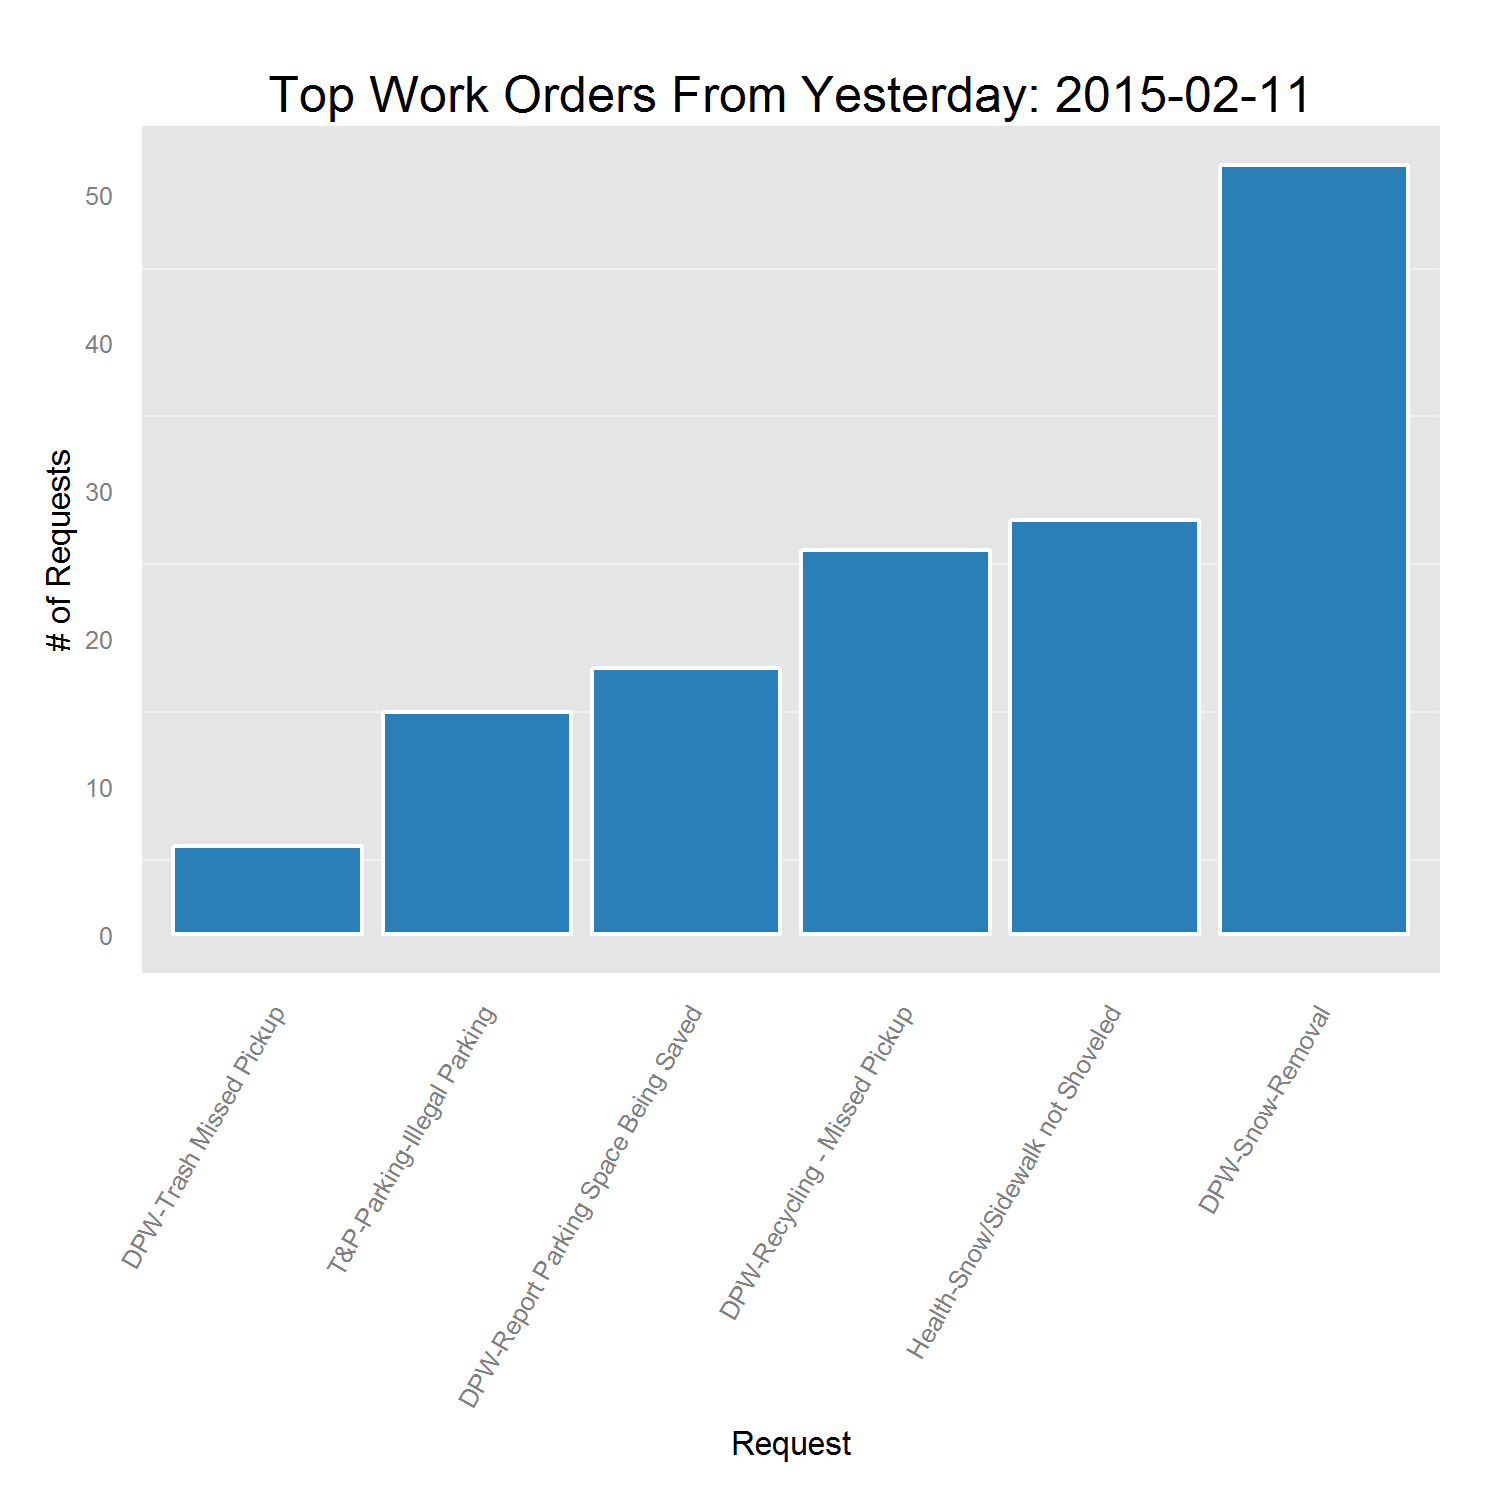 Top Work Orders From Yesterday: 2015-02-11
# of Requests
50
40
30
20
10
0
DPW-Trash Missed Pickup
T&P-Parking-Illegal Parking
DPW-Report Parking Space Being Saved
DPW-Recycling - Missed Pickup
Health-Snow/Sidewalk not Shoveled
DPW-Snow-Removal
Request